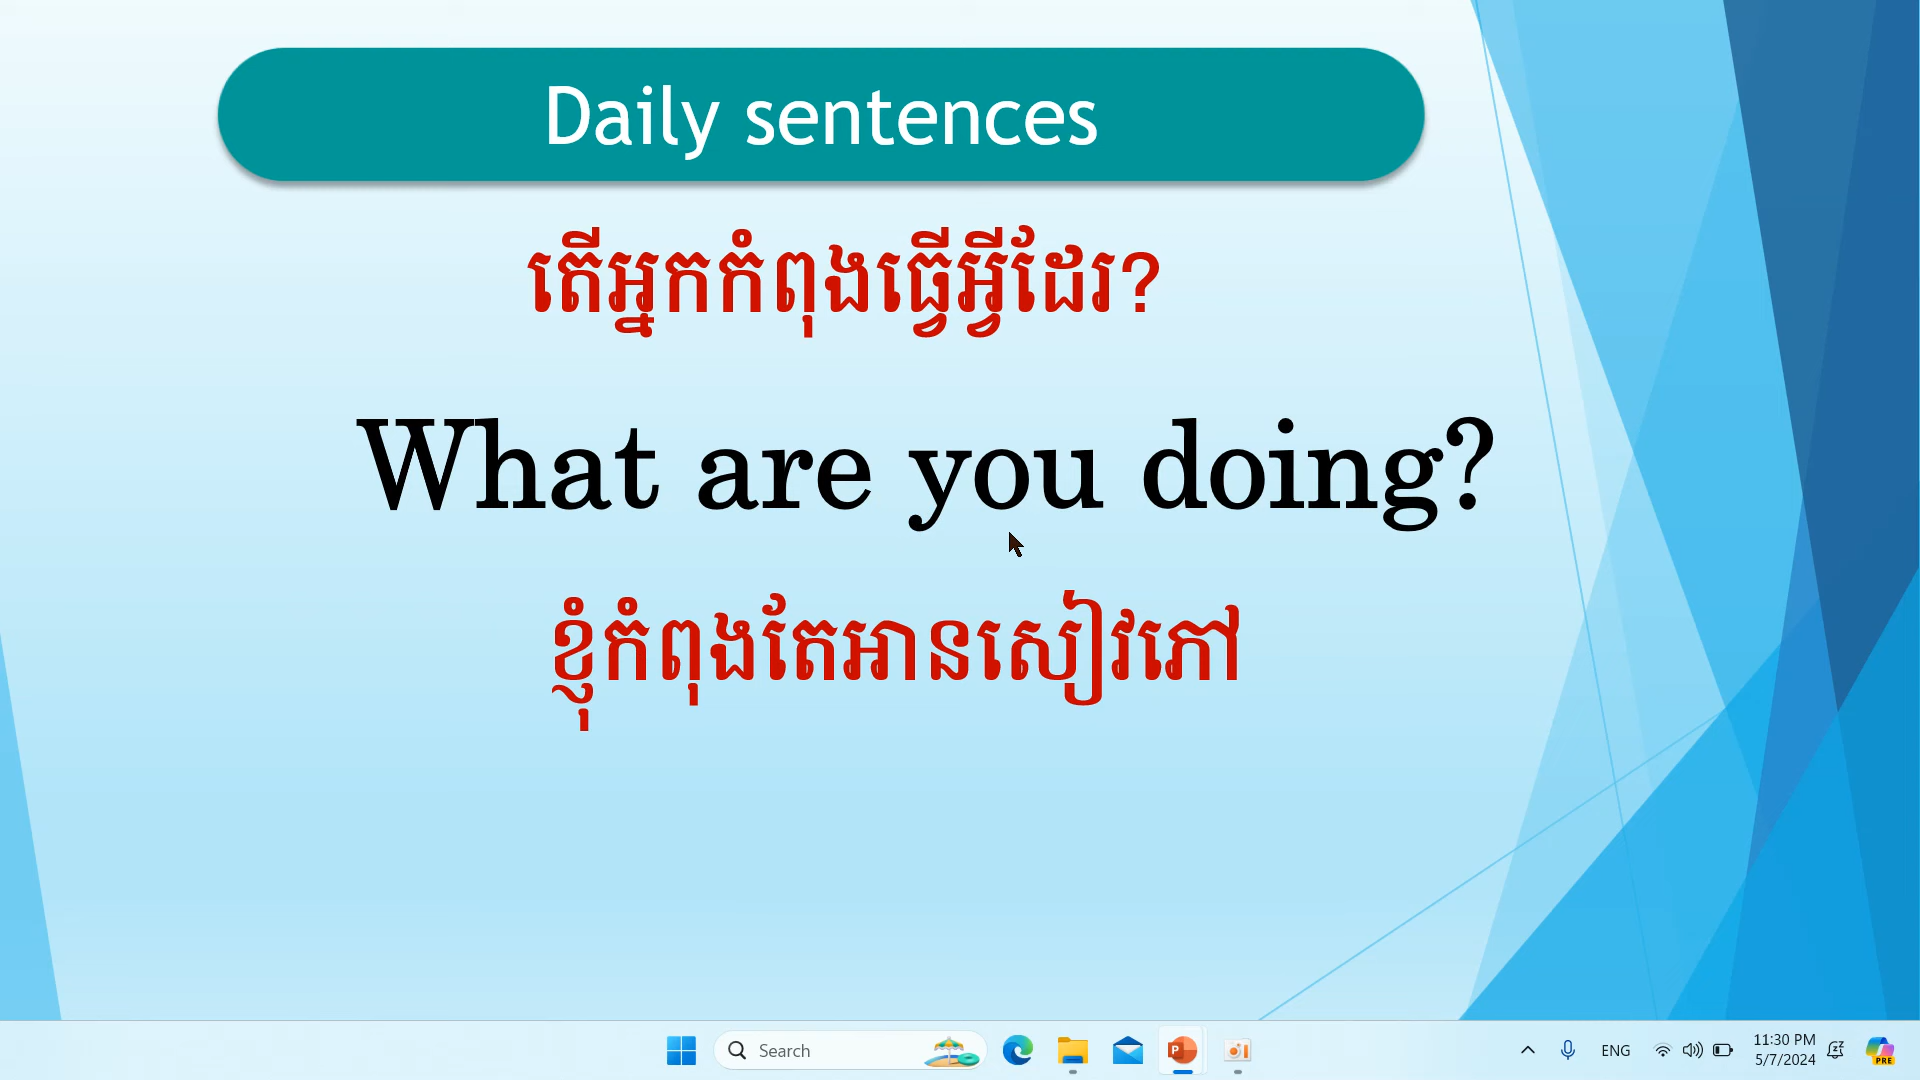 Daily sentences
តើអ្នកកំពុងធ្វើអ្វីដែរ?
What are you doing?
ខ្ញុំកំពុងតែអានសៀវភៅ
Search
ENG
11:30 PM
5/7/2024
PRE